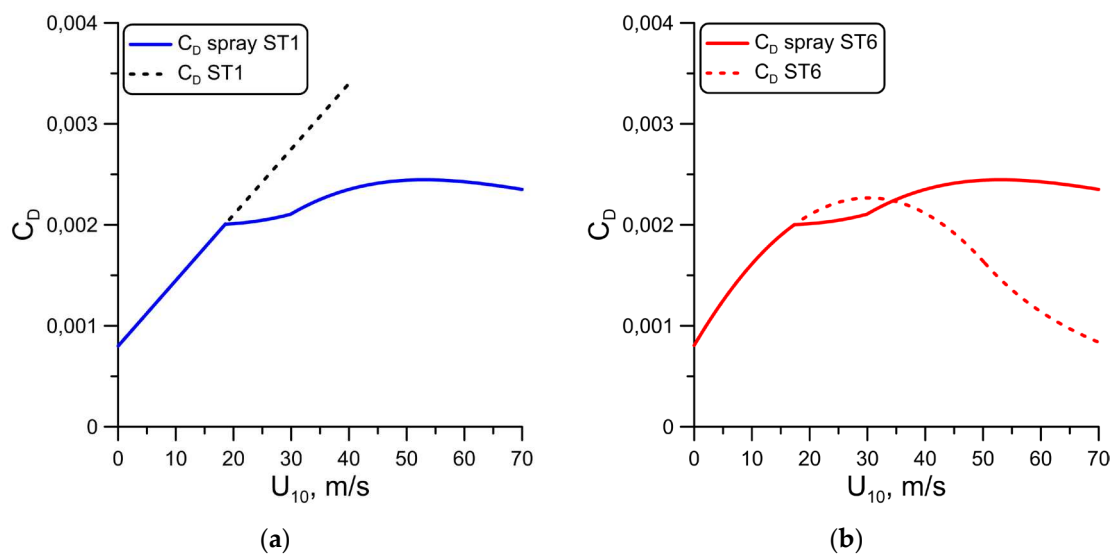 0,004
0,003
0,002
0,001
0
C_D
C_D spray ST1
C_D ST1
0 10 20 30 40 50 60 70
U_10, m/s
(a)
0,004
0,003
0,002
0,001
0
C_D
C_D spray ST6
C_D ST6
0 10 20 30 40 50 60 70
U_10, m/s
(b)